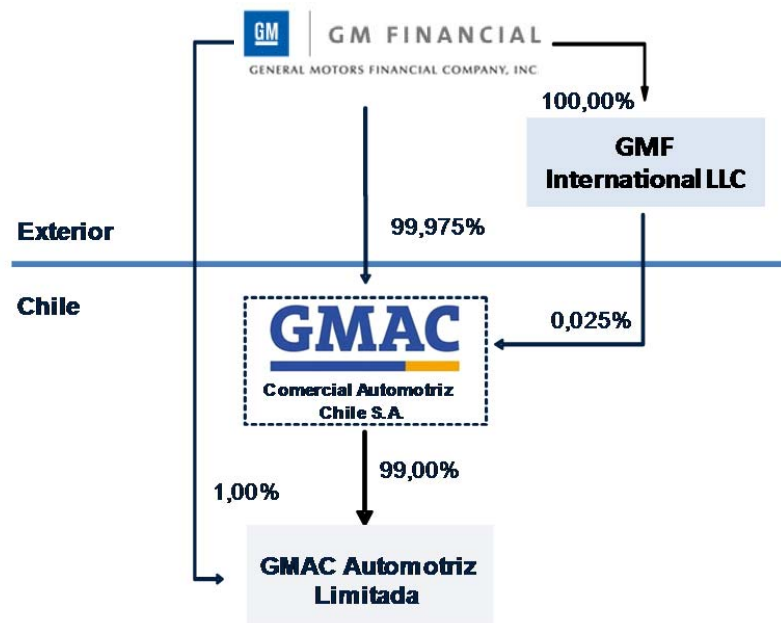 GM
GM FINANCIAL
GENERAL MOTORS FINANCIAL COMPANY, INC
100,00%
GMF
International LLC
Exterior
99,975%
Chile
GMAC
0,025%
Comercial Automotriz
Chile S.A.
99,00%
1,00%
GMAC Automotriz
Limitada